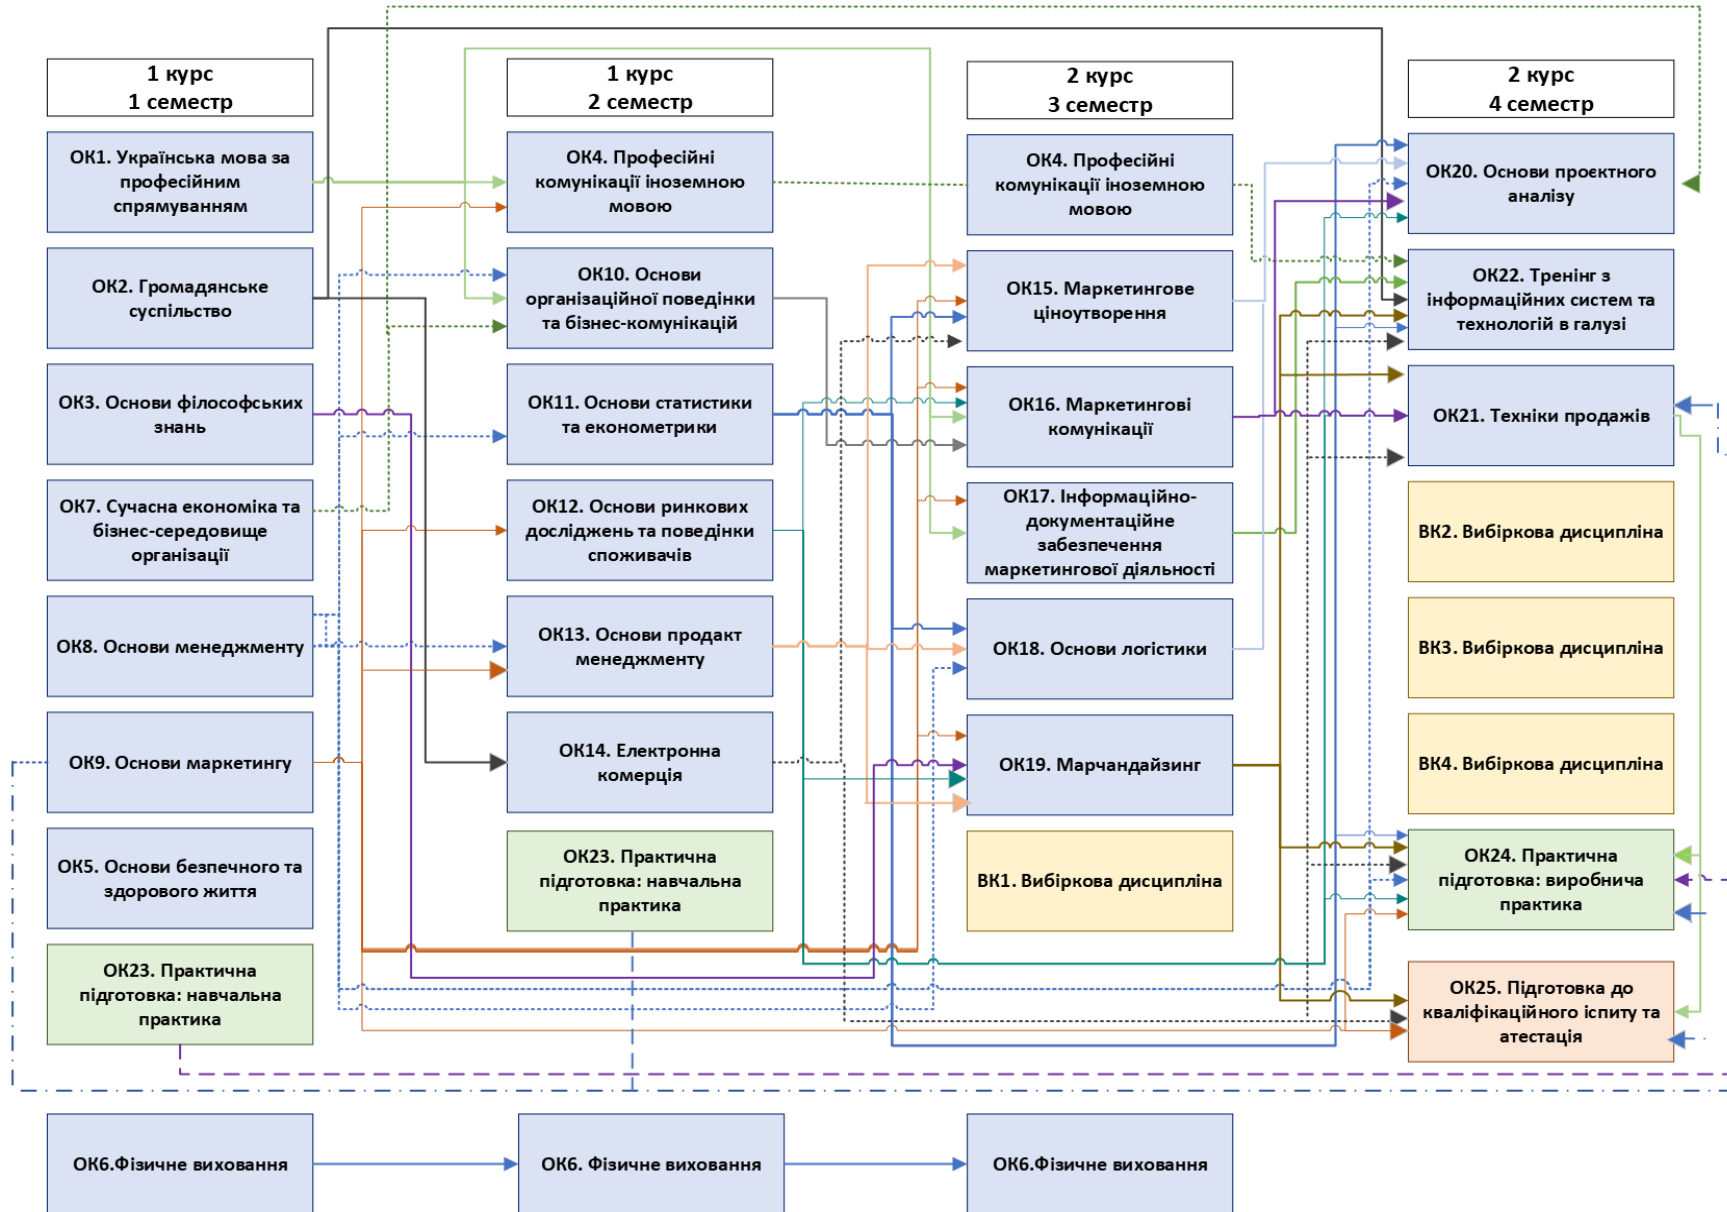 1 курс
1 семестр
ОК1. Українська мова за
професійним
спрямуванням
ОК2. Громадянське
суспільство
ОК3. Основи філософських
знань
ОК7. Сучасна економіка та
бізнес-середовище
організації
ОК8. Основи менеджменту
ОК9. Основи маркетингу
ОК5. Основи безпечного та
здорового життя
ОК23. Практична
підготовка: навчальна
практика
ОК6.Фізичне виховання
1 курс
2 семестр
ОК4. Професійні
комунікації іноземною
мовою
ОК10. Основи
організаційної поведінки
та бізнес-комунікацій
ОК11. Основи статистики
та економетрики
ОК12. Основи ринкових
досліджень та поведінки
споживачів
ОК13. Основи продакт
менеджменту
ОК14. Електронна
комерція
ОК23. Практична
підготовка: навчальна
практика
ОК6. Фізичне виховання
2 курс
3 семестр
ОК4. Професійні
комунікації іноземною
мовою
ОК15. Маркетингове
ціноутворення
ОК16. Маркетингові
комунікації
ОК17. Інформаційно-
документаційне
забезпечення
маркетингової діяльності
ОК18. Основи логістики
ОК19. Марчандайзинг
ВК1. Вибіркова дисципліна
ОК6.Фізичне виховання
2 курс
4 семестр
ОК20. Основи проєктного
аналізу
ОК22. Тренінг з
інформаційних систем та
технологій в галузі
ОК21. Техніки продажів
ВК2. Вибіркова дисципліна
ВК3. Вибіркова дисципліна
ВК4. Вибіркова дисципліна
ОК24. Практична
підготовка: виробнича
практика
ОК25. Підготовка до
кваліфікаційного іспиту та
атестація